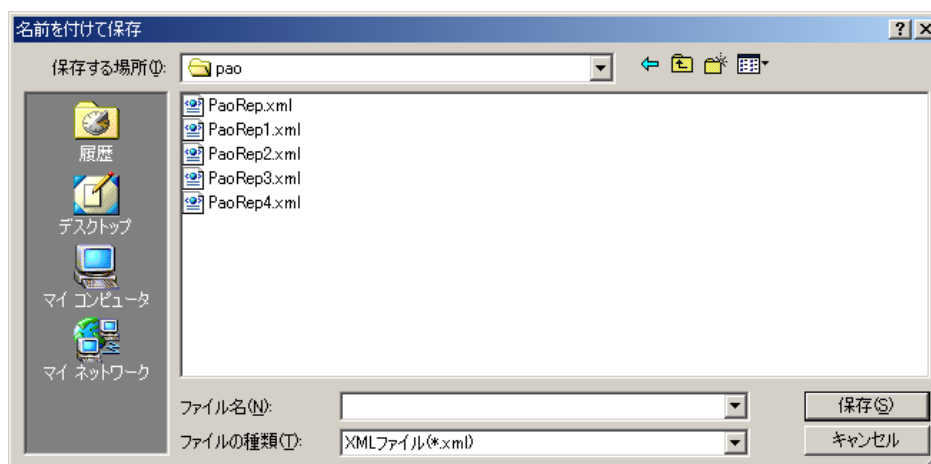 名前を付けて保存
保存する場所(I):
pao
履歴
デスクトップ
マイ コンピュータ
マイ ネットワーク
PaoRep.xml
PaoRep1.xml
PaoRep2.xml
PaoRep3.xml
PaoRep4.xml
ファイル名(N):
保存(S)
ファイルの種類(T):
XMLファイル(*.xml)
キャンセル